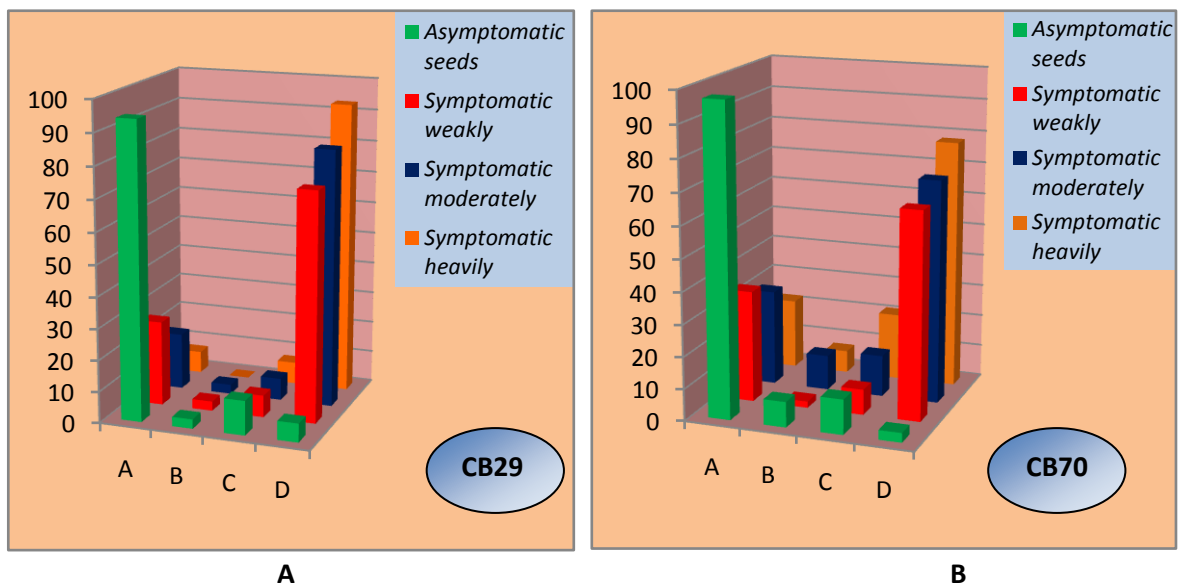 Asymptomatic
seeds
Symptomatic
weakly
Symptomatic
moderately
Symptomatic
heavily
100
90
80
70
60
50
40
30
20
10
0
A
B
C
D
CB29
A
Asymptomatic
seeds
Symptomatic
weakly
Symptomatic
moderately
Symptomatic
heavily
100
90
80
70
60
50
40
30
20
10
0
A
B
C
D
CB70
B